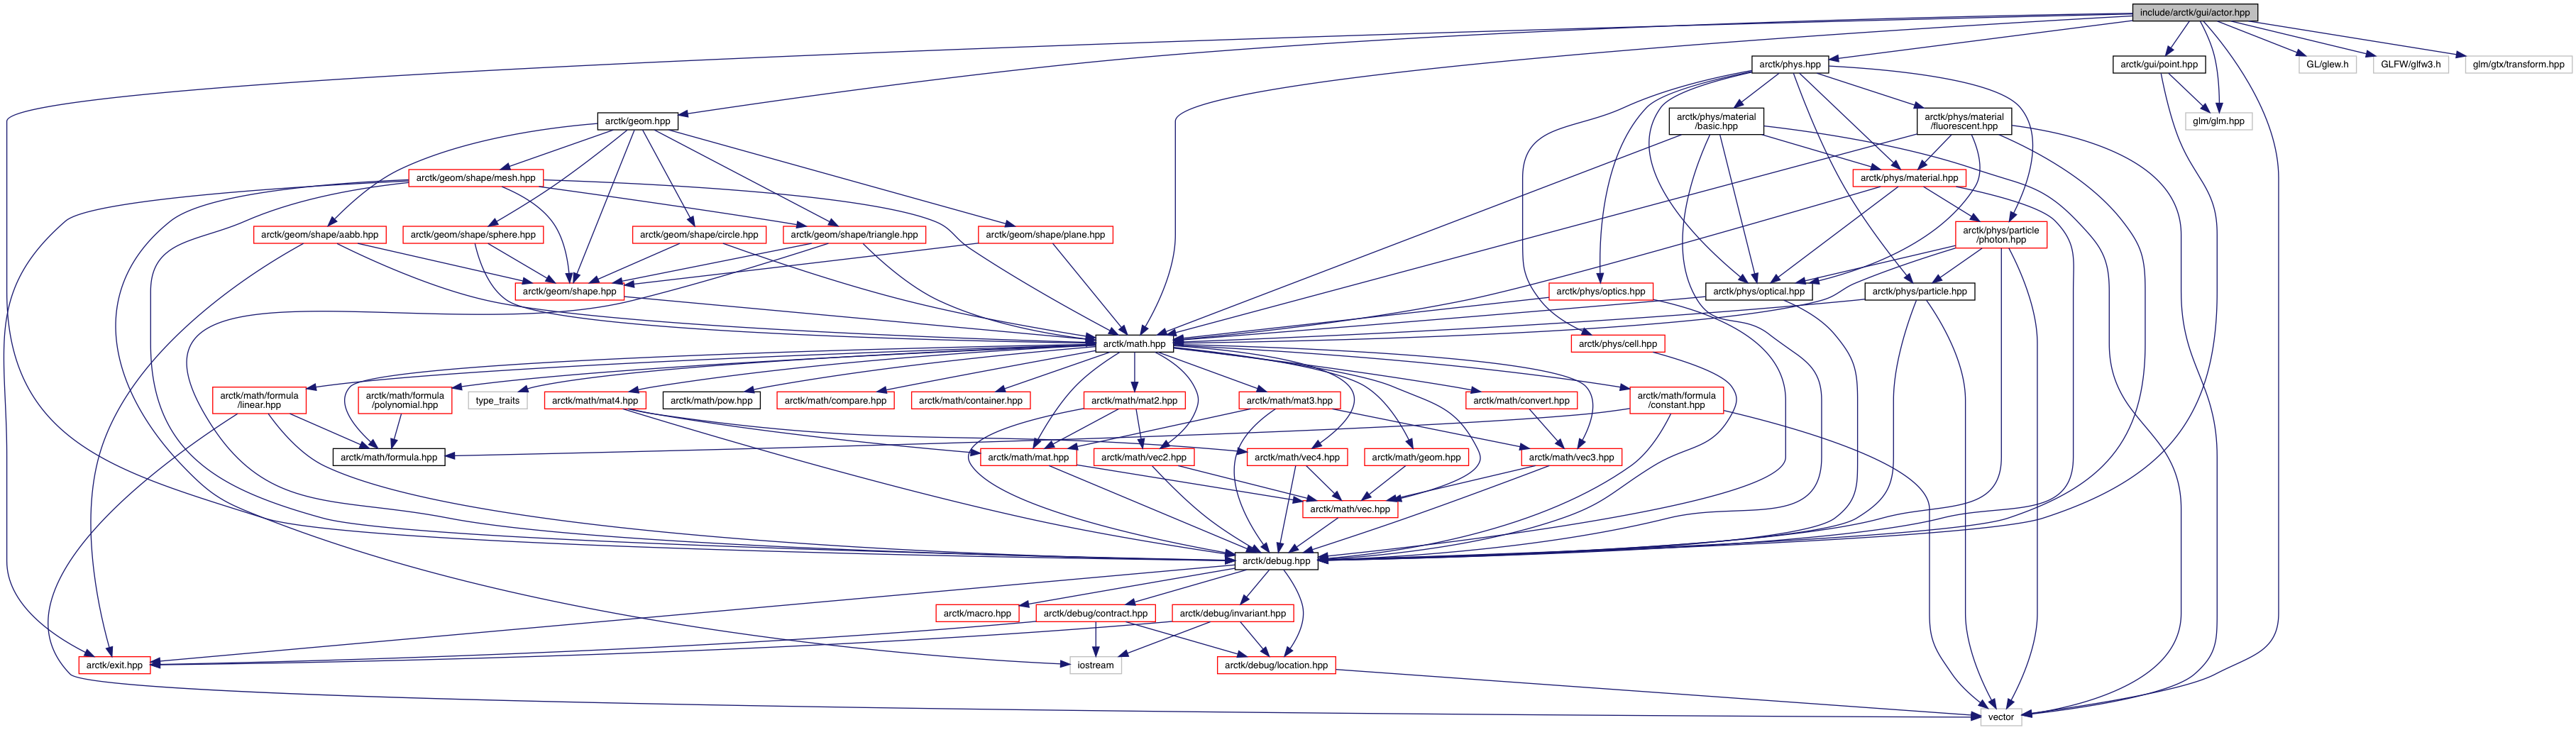 include/arctk/gui/actor.hpp
arctk/phys.hpp
arctk/gui/point.hpp
GL/glew.h
GLFW/glfw3.h
glm/gtx/transform.hpp
arctk/geom.hpp
arctk/phys/material
/basic.hpp
arctk/phys/material
/fluorescent.hpp
glm/glm.hpp
arctk/geom/shape/mesh.hpp
arctk/phys/material.hpp
arctk/geom/shape/aabb.hpp
arctk/geom/shape/sphere.hpp
arctk/geom/shape/circle.hpp
arctk/geom/shape/triangle.hpp
arctk/geom/shape/plane.hpp
arctk/phys/particle
/photon.hpp
arctk/geom/shape.hpp
arctk/phys/optics.hpp
arctk/phys/optical.hpp
arctk/phys/particle.hpp
arctk/math.hpp
arctk/phys/cell.hpp
arctk/math/formula
/linear.hpp
arctk/math/formula
/polynomial.hpp
type_traits
arctk/math/mat4.hpp
arctk/math/pow.hpp
arctk/math/compare.hpp
arctk/math/container.hpp
arctk/math/mat2.hpp
arctk/math/mat3.hpp
arctk/math/convert.hpp
arctk/math/formula
/constant.hpp
arctk/math/formula.hpp
arctk/math/mat.hpp
arctk/math/vec2.hpp
arctk/math/vec4.hpp
arctk/math/geom.hpp
arctk/math/vec3.hpp
arctk/math/vec.hpp
arctk/debug.hpp
arctk/macro.hpp
arctk/debug/contract.hpp
arctk/debug/invariant.hpp
arctk/exit.hpp
iostream
arctk/debug/location.hpp
vector